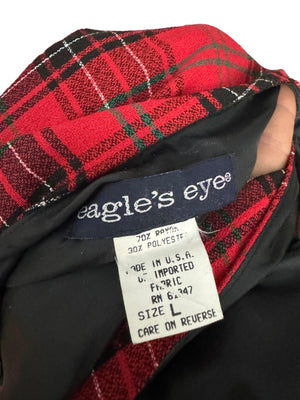 eagle's eye®
70% RAYON
30% POLYESTER
MADE IN U.S.A.
OF IMPORTED
FABRIC
RN 61347
SIZE L
CARE ON REVERSE